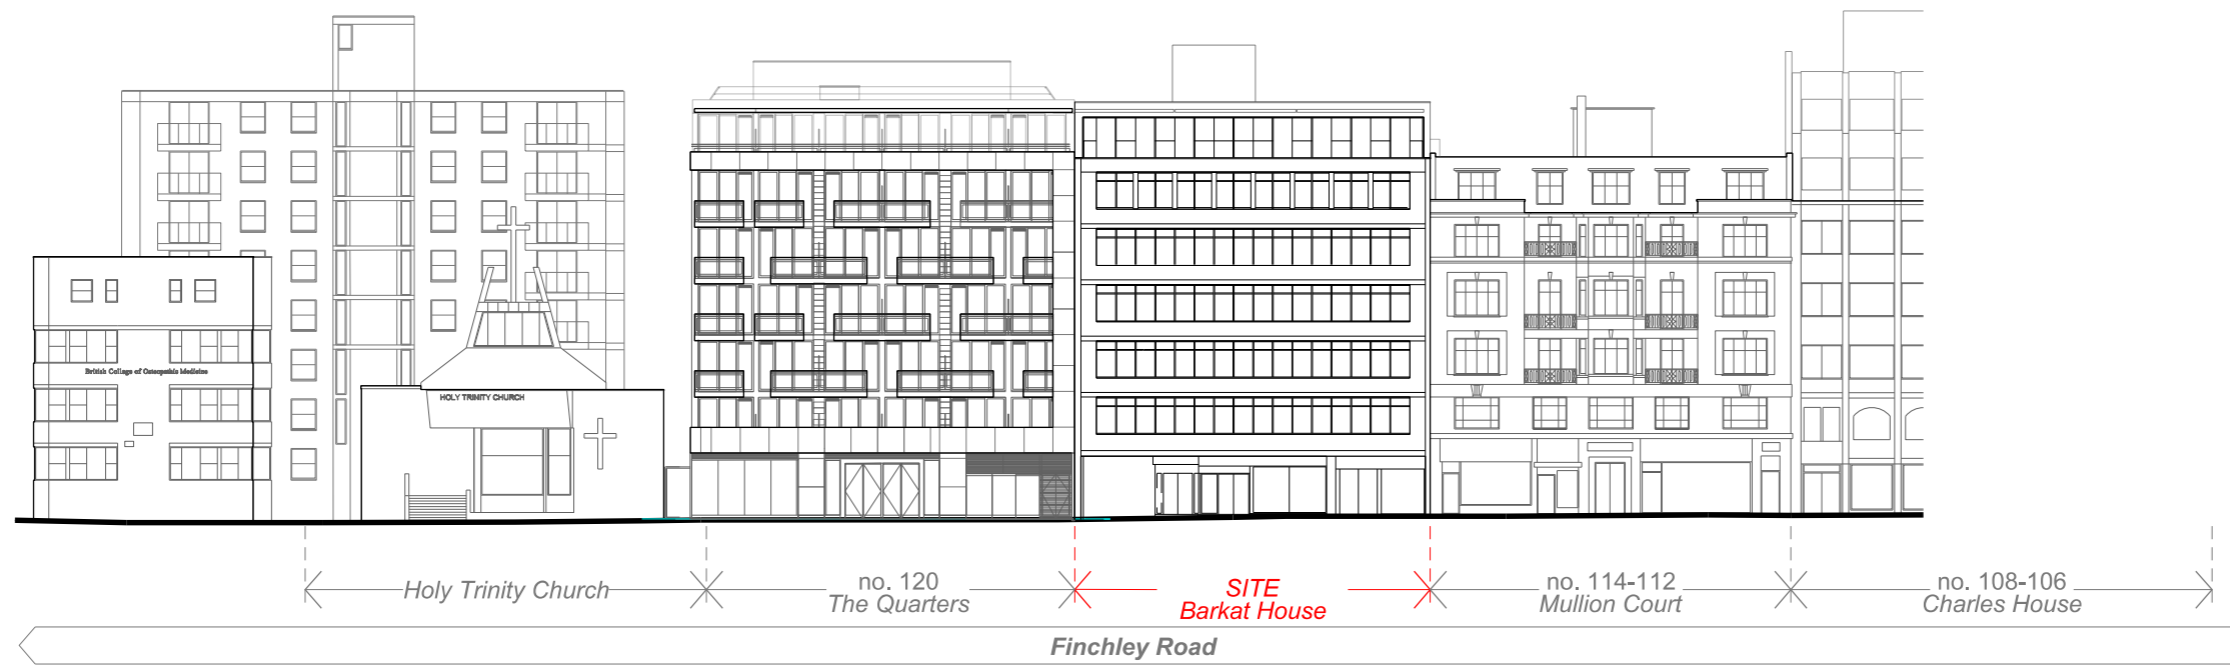 British College of Osteopathic Medicine
HOLY TRINITY CHURCH
Holy Trinity Church
no. 120
The Quarters
SITE
Barkat House
no. 114-112
Mullion Court
no. 108-106
Charles House
Finchley Road